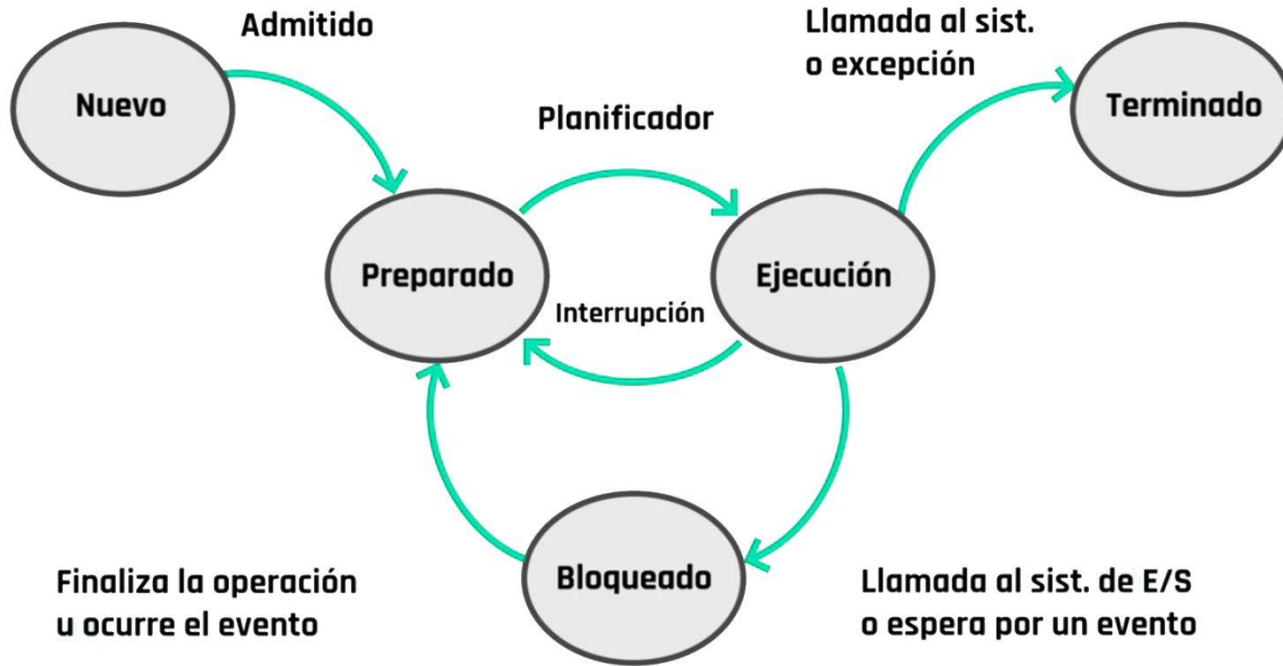 Admitido
Llamada al sist.
o excepción
Nuevo
Terminado
Planificador
Preparado
Ejecución
Interrupción
Bloqueado
Finaliza la operación
u ocurre el evento
Llamada al sist. de E/S
o espera por un evento